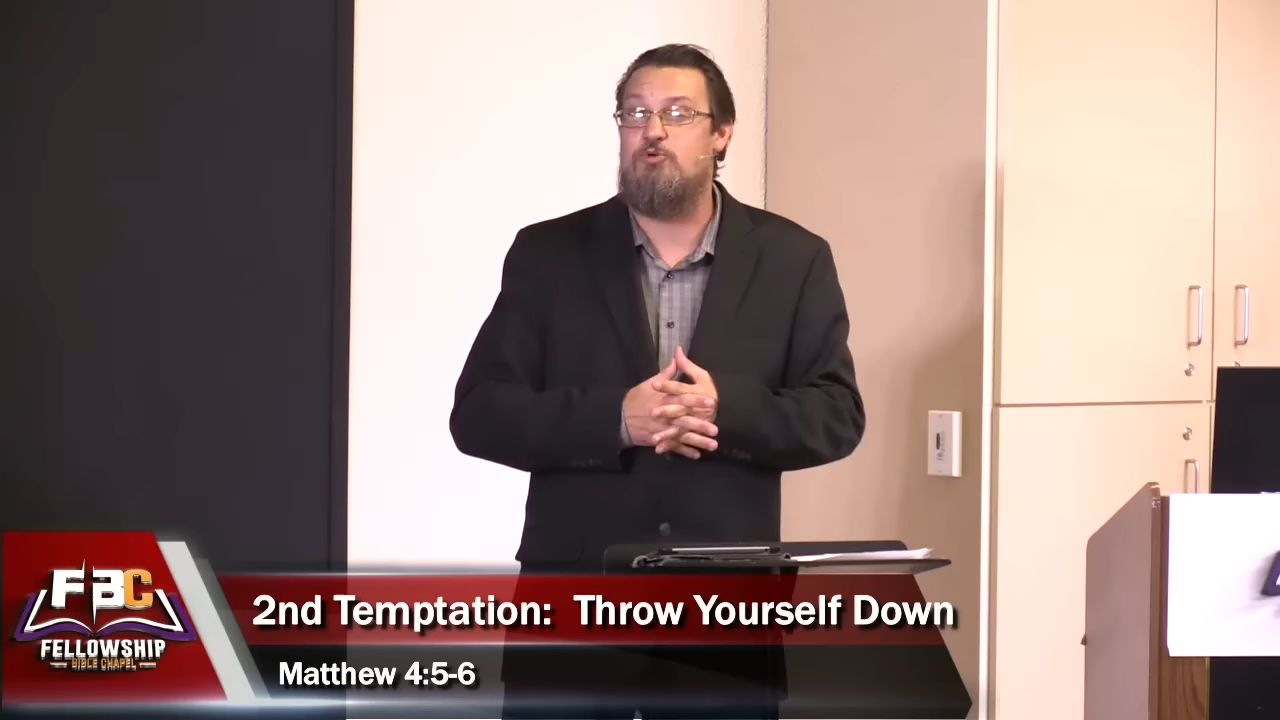 2nd Temptation:  Throw Yourself Down
Matthew 4:5-6
FBC
FELLOWSHIP
BIBLE CHAPEL